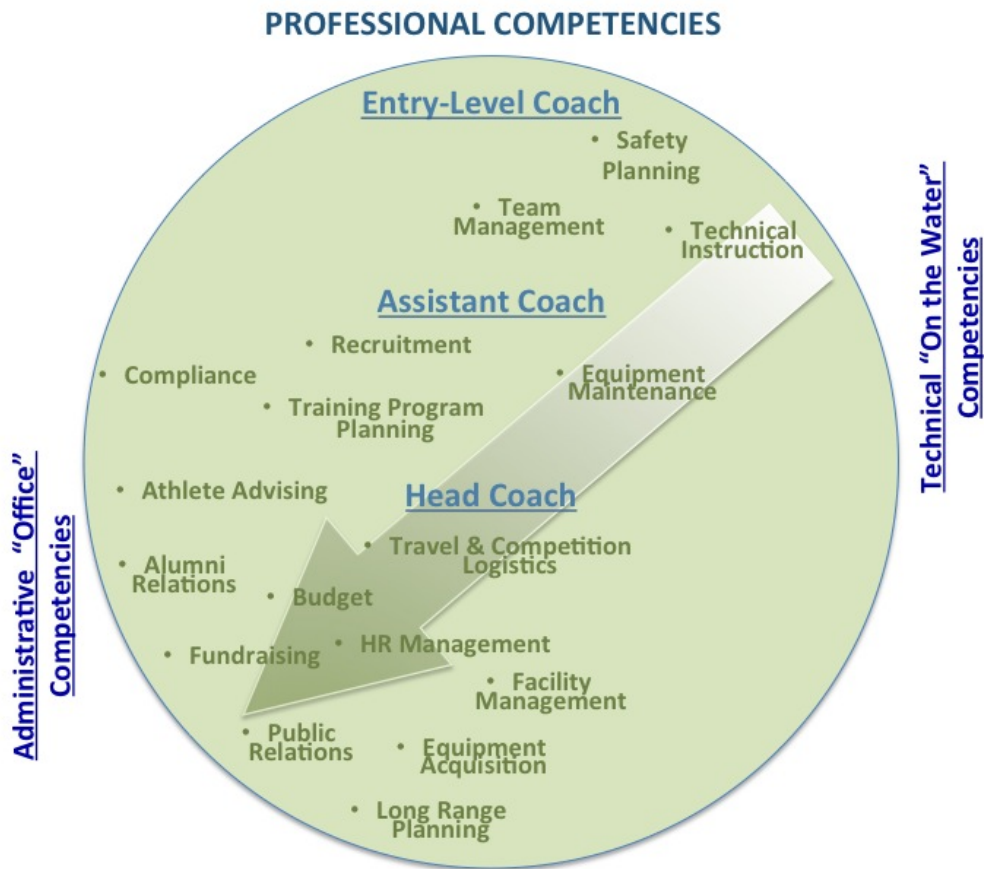 PROFESSIONAL COMPETENCIES
Entry-Level Coach
• Safety
Planning
• Team
Management
• Technical
Instruction
Technical "On the Water"
Competencies
Assistant Coach
• Recruitment
• Compliance
• Equipment
Maintenance
• Training Program
Planning
Administrative "Office"
Competencies
• Athlete Advising
Head Coach
• Travel & Competition
Logistics
• Alumni
Relations
• Budget
• HR Management
• Fundraising
• Facility
Management
• Public
Relations
• Equipment
Acquisition
• Long Range
Planning